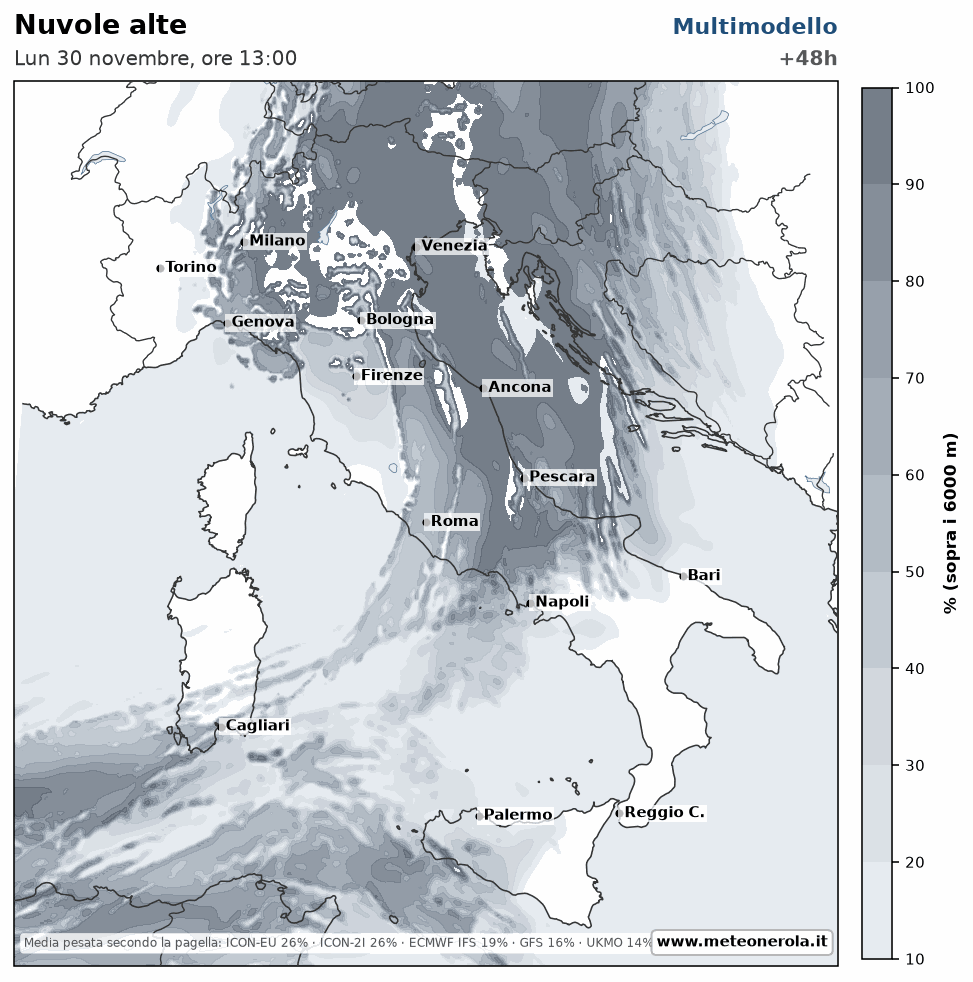 Nuvole alte
Multimodello
Lun 30 novembre, ore 13:00
+48h
100
90
80
70
60
50
40
30
20
10
% (sopra i 6000 m)
Milano
Venezia
Torino
Genova
Bologna
Firenze
Ancona
Pescara
Roma
Bari
Napoli
Cagliari
Palermo
Reggio C.
Media pesata secondo la pagella: ICON-EU 26% · ICON-2I 26% · ECMWF IFS 19% · GFS 16% · UKMO 14%
www.meteonerola.it